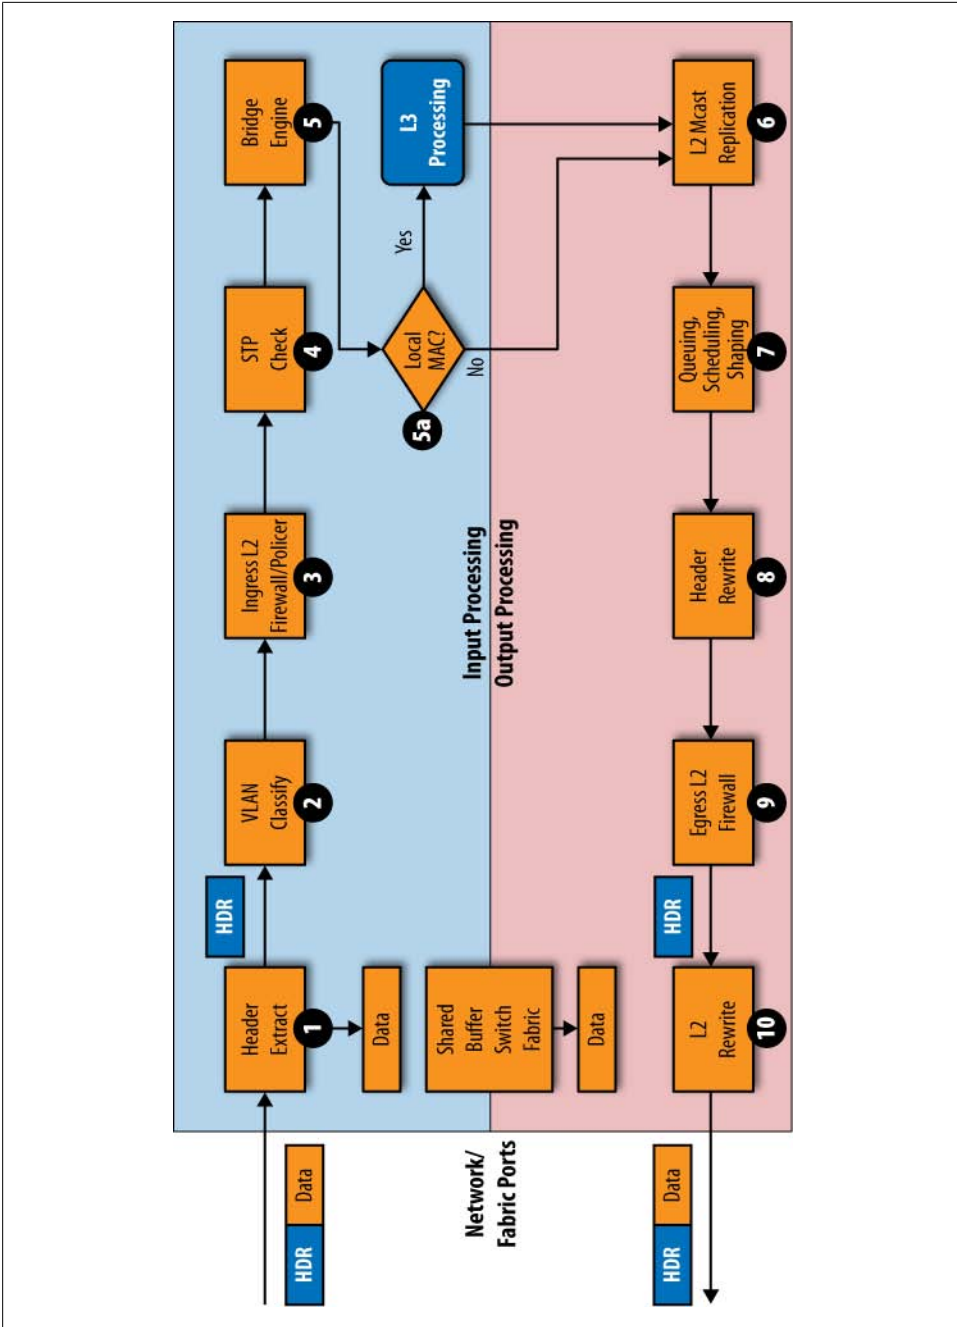 HDR
Data
Header
Extract
1
HDR
VLAN
Classify
2
Ingress L2
Firewall/Policer
3
STP
Check
4
Bridge
Engine
5
Data
Local
MAC?
5a
Yes
No
L3
Processing
Shared
Buffer
Switch
Fabric
Network/
Fabric Ports
Input Processing
Output Processing
Data
L2 Mcast
Replication
6
Queuing,
Scheduling,
Shaping
7
Header
Rewrite
8
Egress L2
Firewall
9
HDR
L2
Rewrite
10
HDR
Data